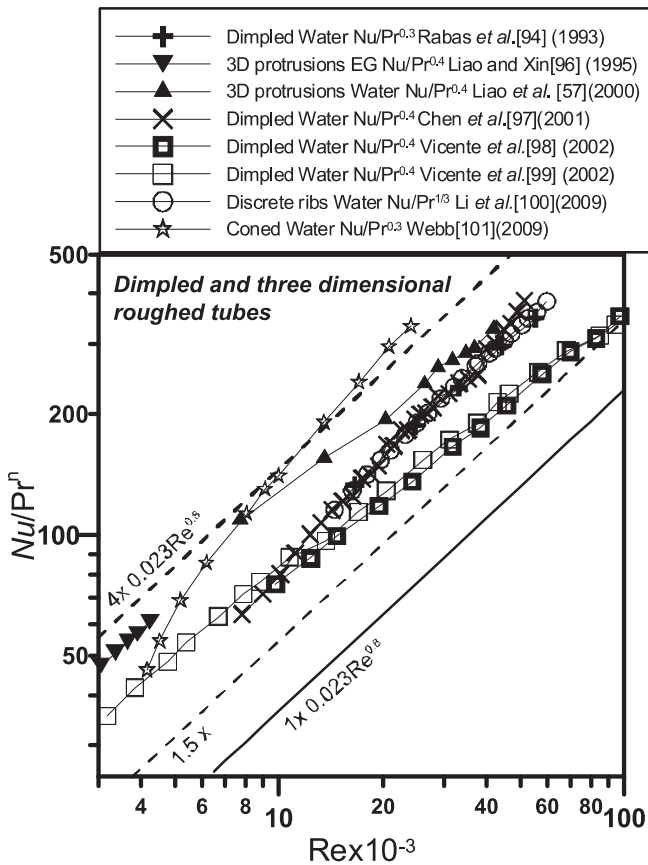 Dimpled Water Nu/Pr^0.3 Rabas et al.[94] (1993)
3D protrusions EG Nu/Pr^0.4 Liao and Xin[96] (1995)
3D protrusions Water Nu/Pr^0.4 Liao et al. [57](2000)
Dimpled Water Nu/Pr^0.4 Chen et al.[97](2001)
Dimpled Water Nu/Pr^0.4 Vicente et al.[98] (2002)
Dimpled Water Nu/Pr^0.4 Vicente et al.[99] (2002)
Discrete ribs Water Nu/Pr^1/3 Li et al.[100](2009)
Coned Water Nu/Pr^0.3 Webb[101](2009)
500
Dimpled and three dimensional
roughed tubes
200
Nu/Pr^n
100
4x 0.023Re^0.8
50
1.5 x
1x 0.023Re^0.8
4 6 8 10 20 40 60 80 100
Rex10^-3